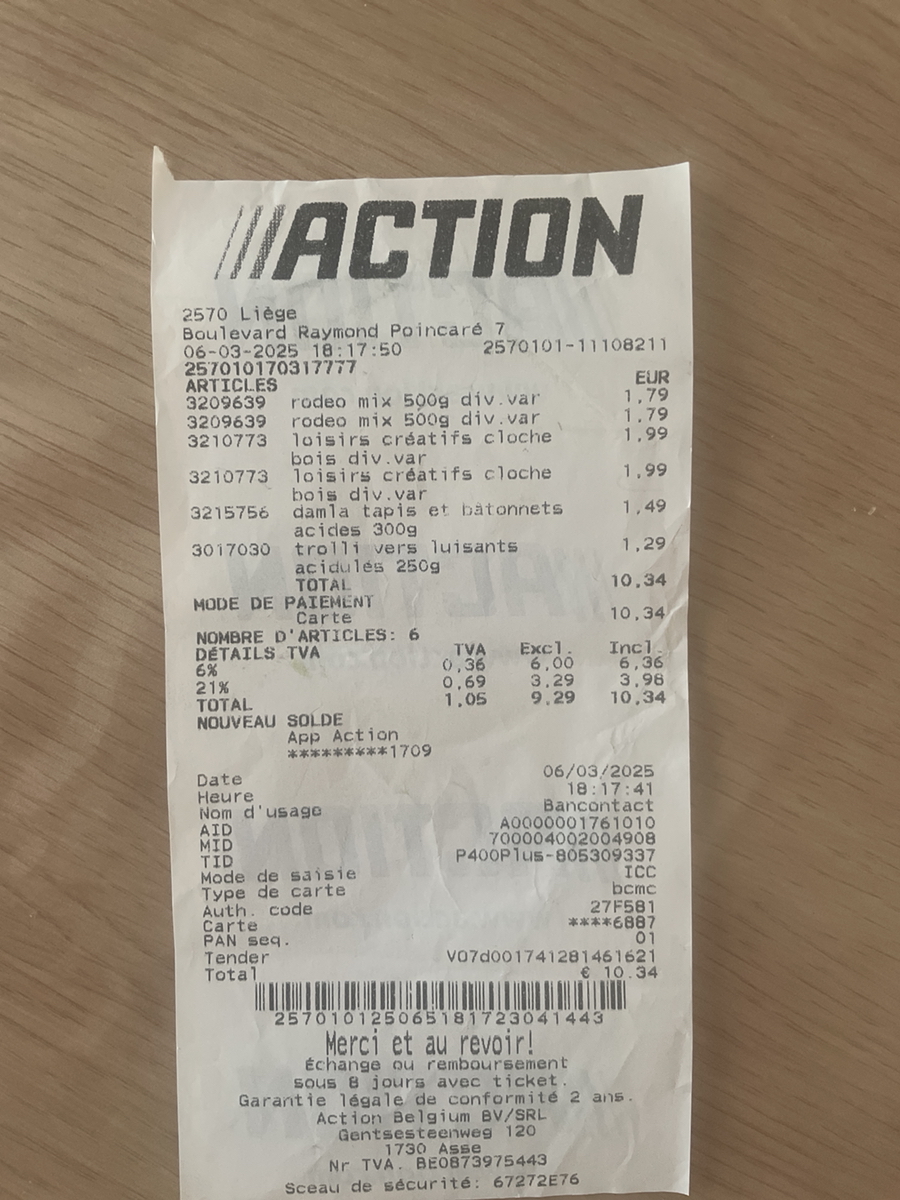 ACTION
2570 Liège
Boulevard Raymond Poincaré 7
06-03-2025 18:17:50 2570101-11108211
257010170317777
ARTICLES EUR
3209639 rodeo mix 500g div.var 1,79
3209639 rodeo mix 500g div.var 1,79
3210773 loisirs créatifs cloche 1,99
bois div.var
3210773 loisirs créatifs cloche 1,99
bois div.var
3215756 damla tapis et bâtonnets 1,49
acides 300g
3017030 trolli vers luisants 1,29
acidulés 250g
TOTAL 10,34
MODE DE PAIEMENT
Carte 10,34
NOMBRE D'ARTICLES: 6
DÉTAILS TVA TVA Excl. Incl.
6% 0,36 6,00 6,36
21% 0,69 3,29 3,98
TOTAL 1,05 9,29 10,34
NOUVEAU SOLDE
App Action
*********1709
Date 06/03/2025
Heure 18:17:41
Nom d'usage Bancontact
AID A0000001761010
MID 700004002004908
TID P400Plus-805309337
Mode de saisie ICC
Type de carte bcmc
Auth. code 27F581
Carte ****6887
PAN seq. 01
Tender V07d001741281461621
Total € 10.34
257010125065181723041443
Merci et au revoir!
Échange ou remboursement
sous 8 jours avec ticket.
Garantie légale de conformité 2 ans.
Action Belgium BV/SRL
Gentsesteenweg 120
1730 Asse
Nr TVA. BE0873975443
Sceau de sécurité: 67272E76